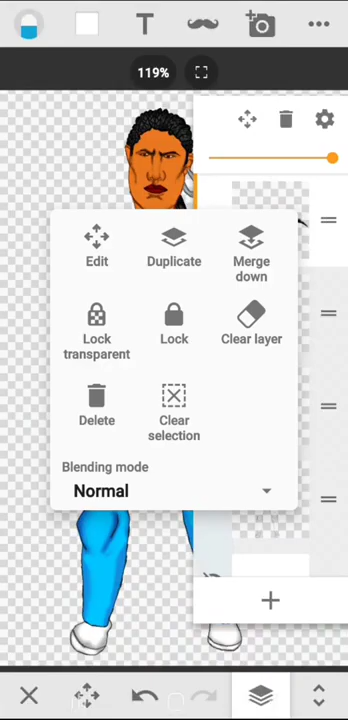 T
119%
Edit
Duplicate
Merge
down
Lock
transparent
Lock
Clear layer
Delete
Clear
selection
Blending mode
Normal